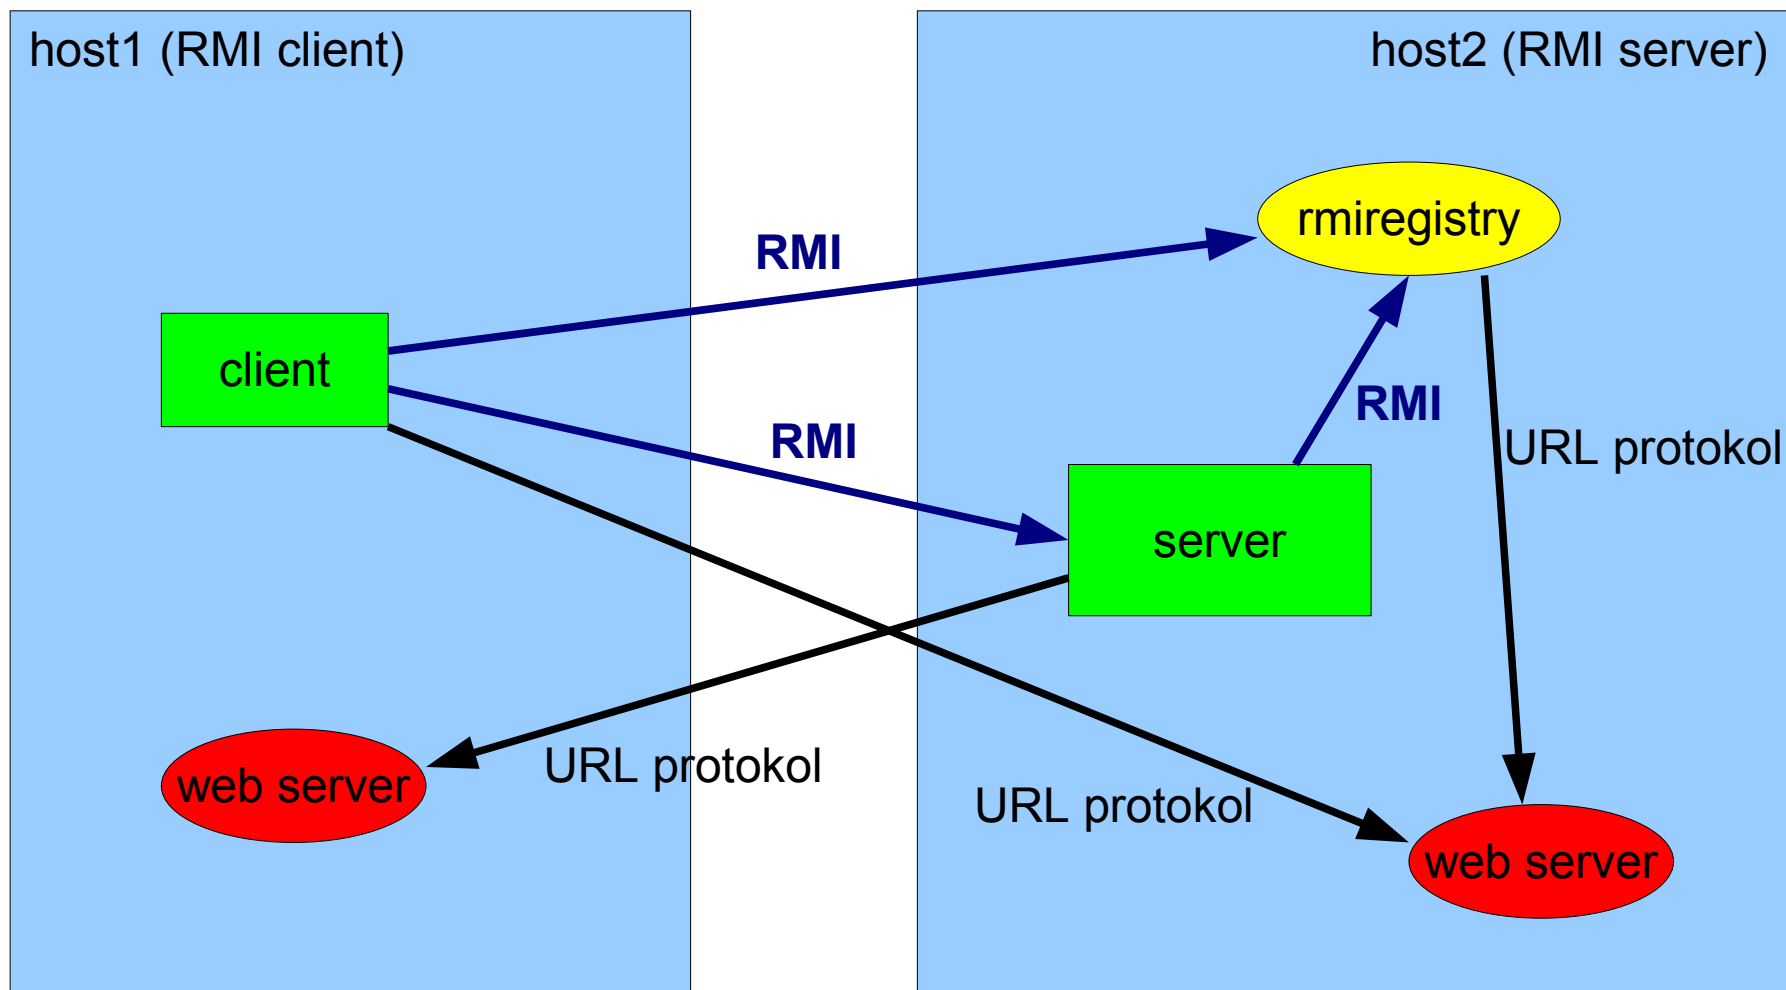 host1 (RMI client)
host2 (RMI server)
rmiregistry
RMI
client
RMI
RMI
URL protokol
server
URL protokol
web server
URL protokol
web server